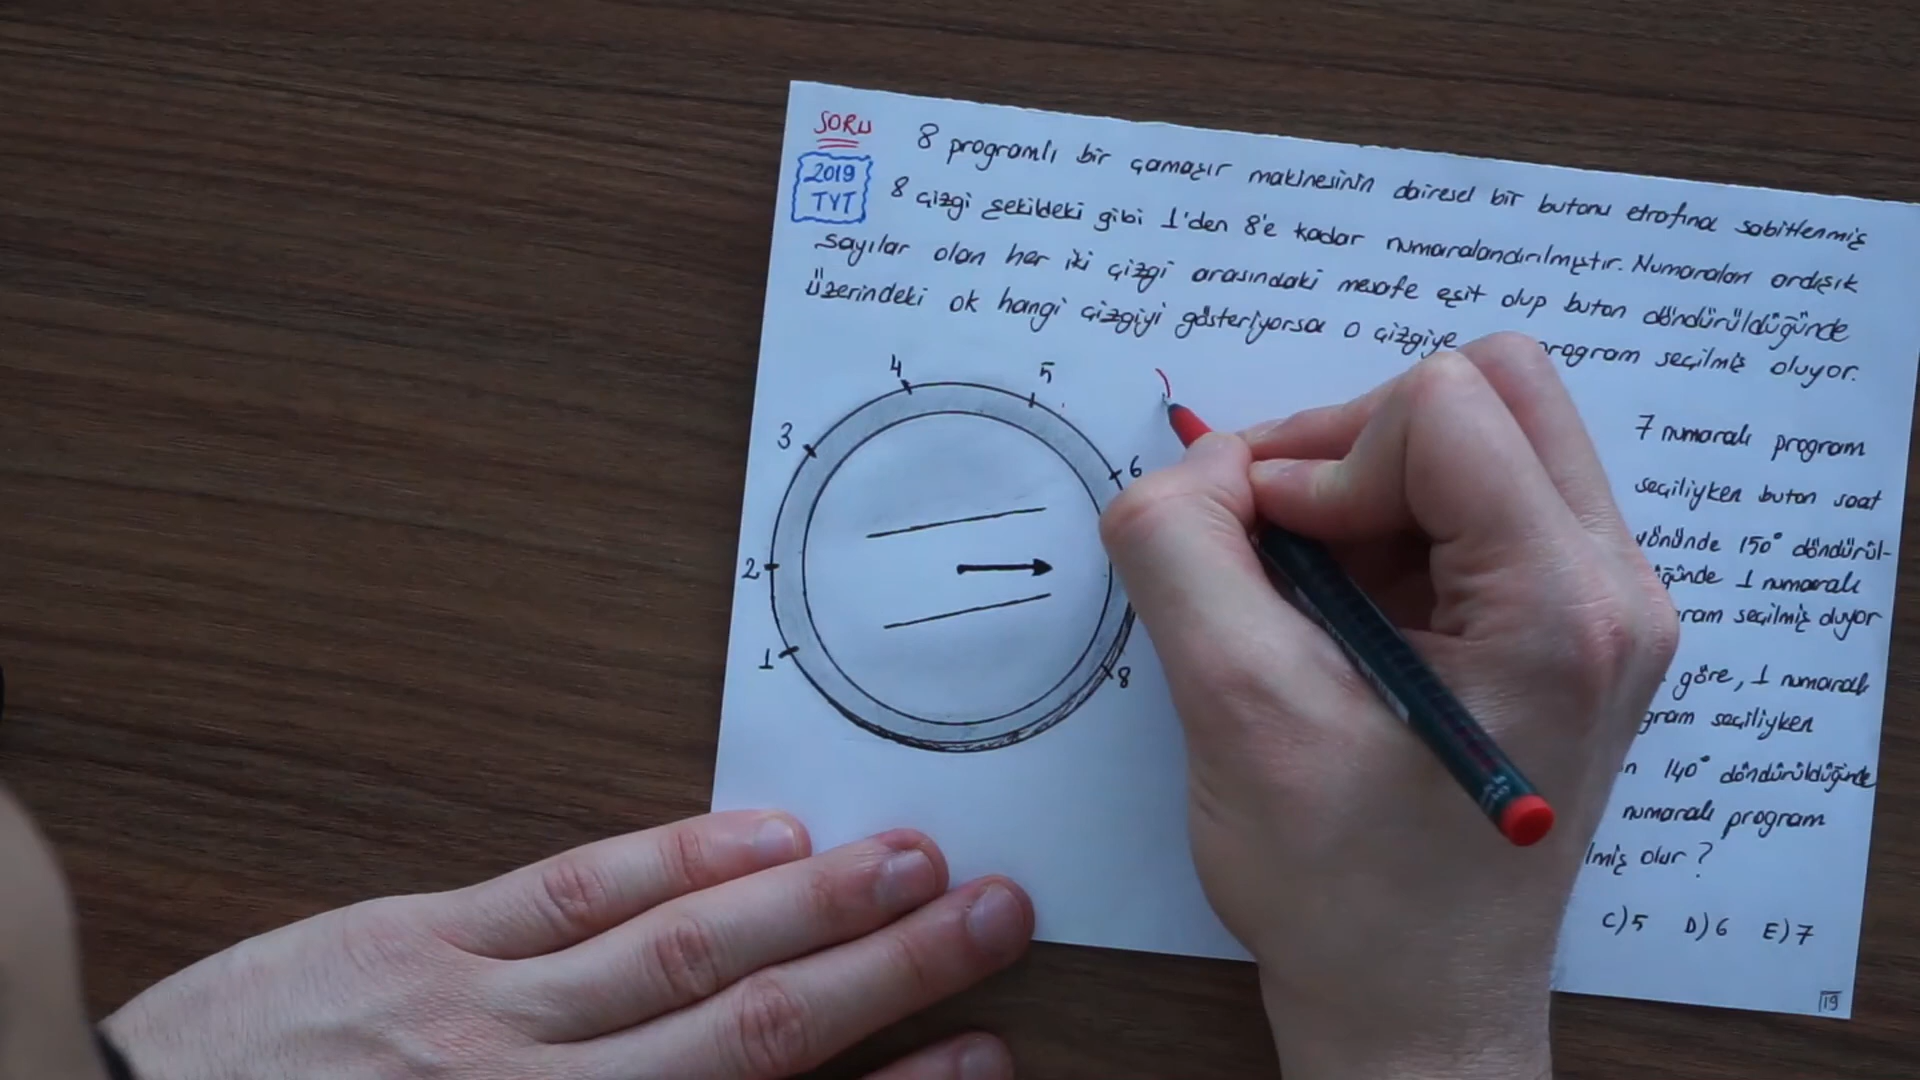 SORU
2019
TYT
8 programlı bir çamaşır makinesinin dairesel bir butonu etrafına sabitlenmiş
8 çizgi şekildeki gibi 1'den 8'e kadar numaralandırılmıştır. Numaraları ardışık
sayılar olan her iki çizgi arasındaki mesafe eşit olup buton döndürüldüğünde
üzerindeki ok hangi çizgiyi gösteriyorsa o çizgiye program seçilmiş oluyor.
4
5
3
6
2
1
8
7 numaralı program
seçiliyken buton saat
yönünde 150° döndürül-
ğünde 1 numaralı
ram seçilmiş oluyor
göre, 1 numaralı
gram seçiliyken
n 140° döndürüldüğünde
numaralı program
lmiş olur?
C) 5 D) 6 E) 7
19